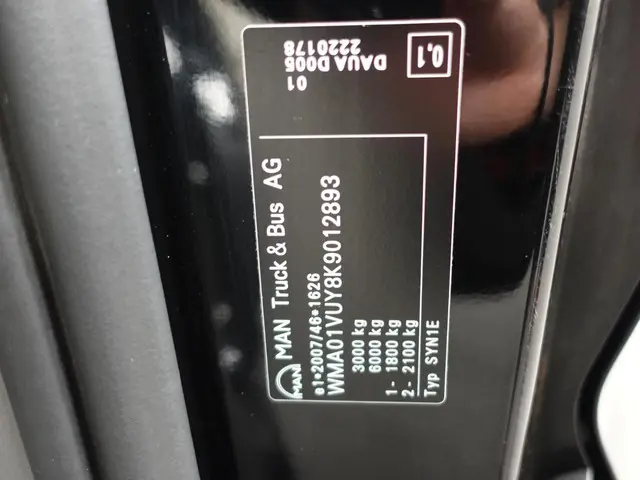 MAN
MAN Truck & Bus AG
e1*2007/46*1626
WMA01VUY8K9012893
3000 kg
6000 kg
1- 1800 kg
2- 2100 kg
Typ SYN1E
01
DAUA D005
2220178
0,1